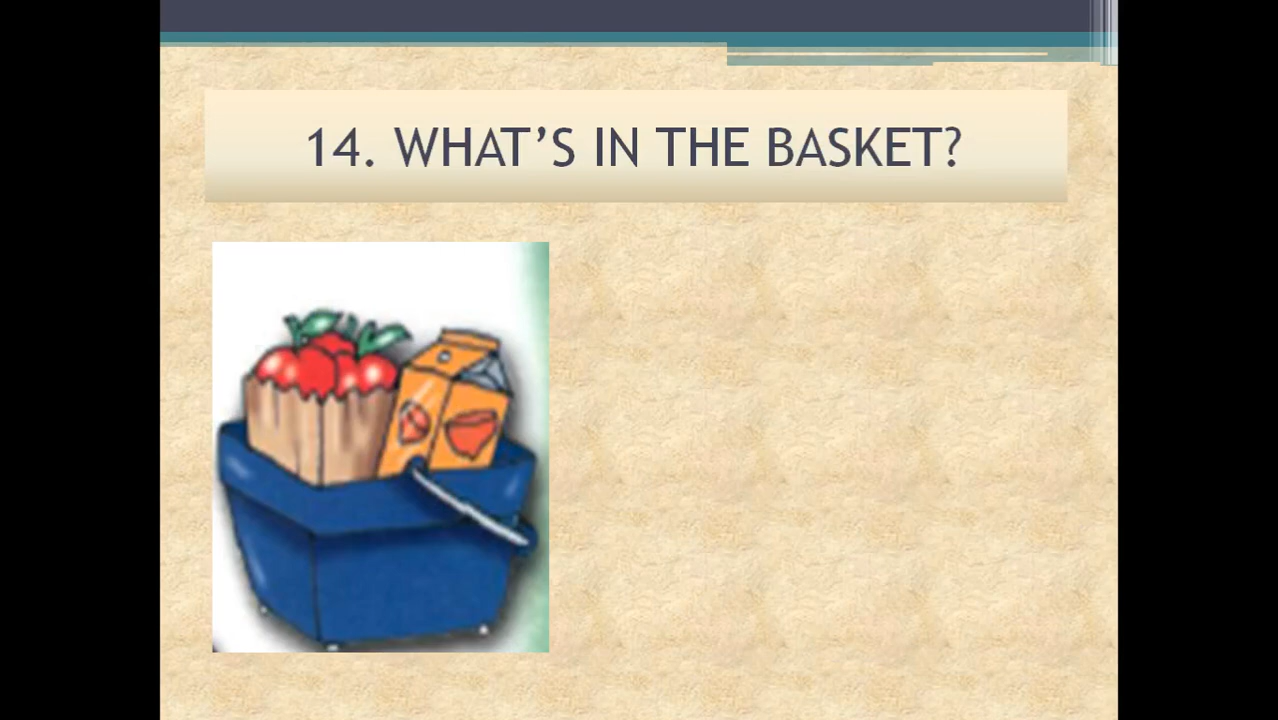 14. WHAT’S IN THE BASKET?